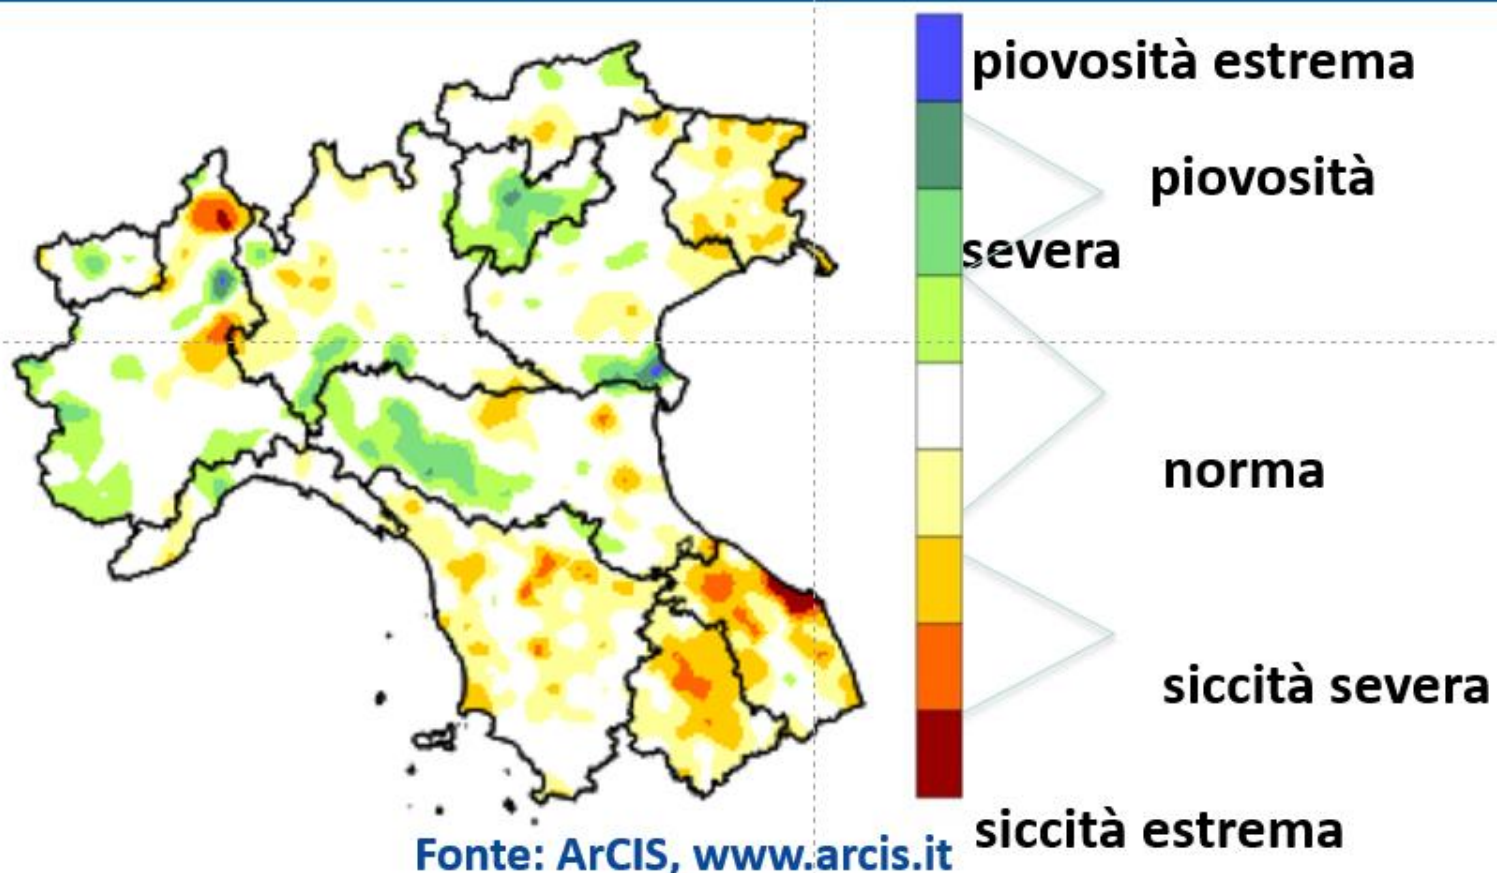 piovosità estrema
piovosità
severa
norma
siccità severa
siccità estrema
Fonte: ArCIS, www.arcis.it